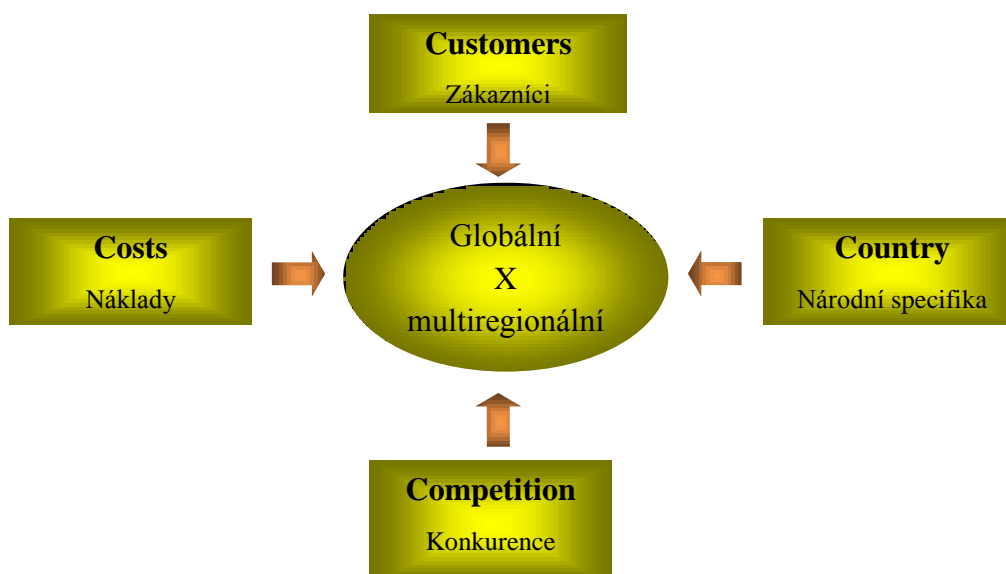 Customers
Zákazníci
Costs
Náklady
Globální
X
multiregionální
Country
Národní specifika
Competition
Konkurence